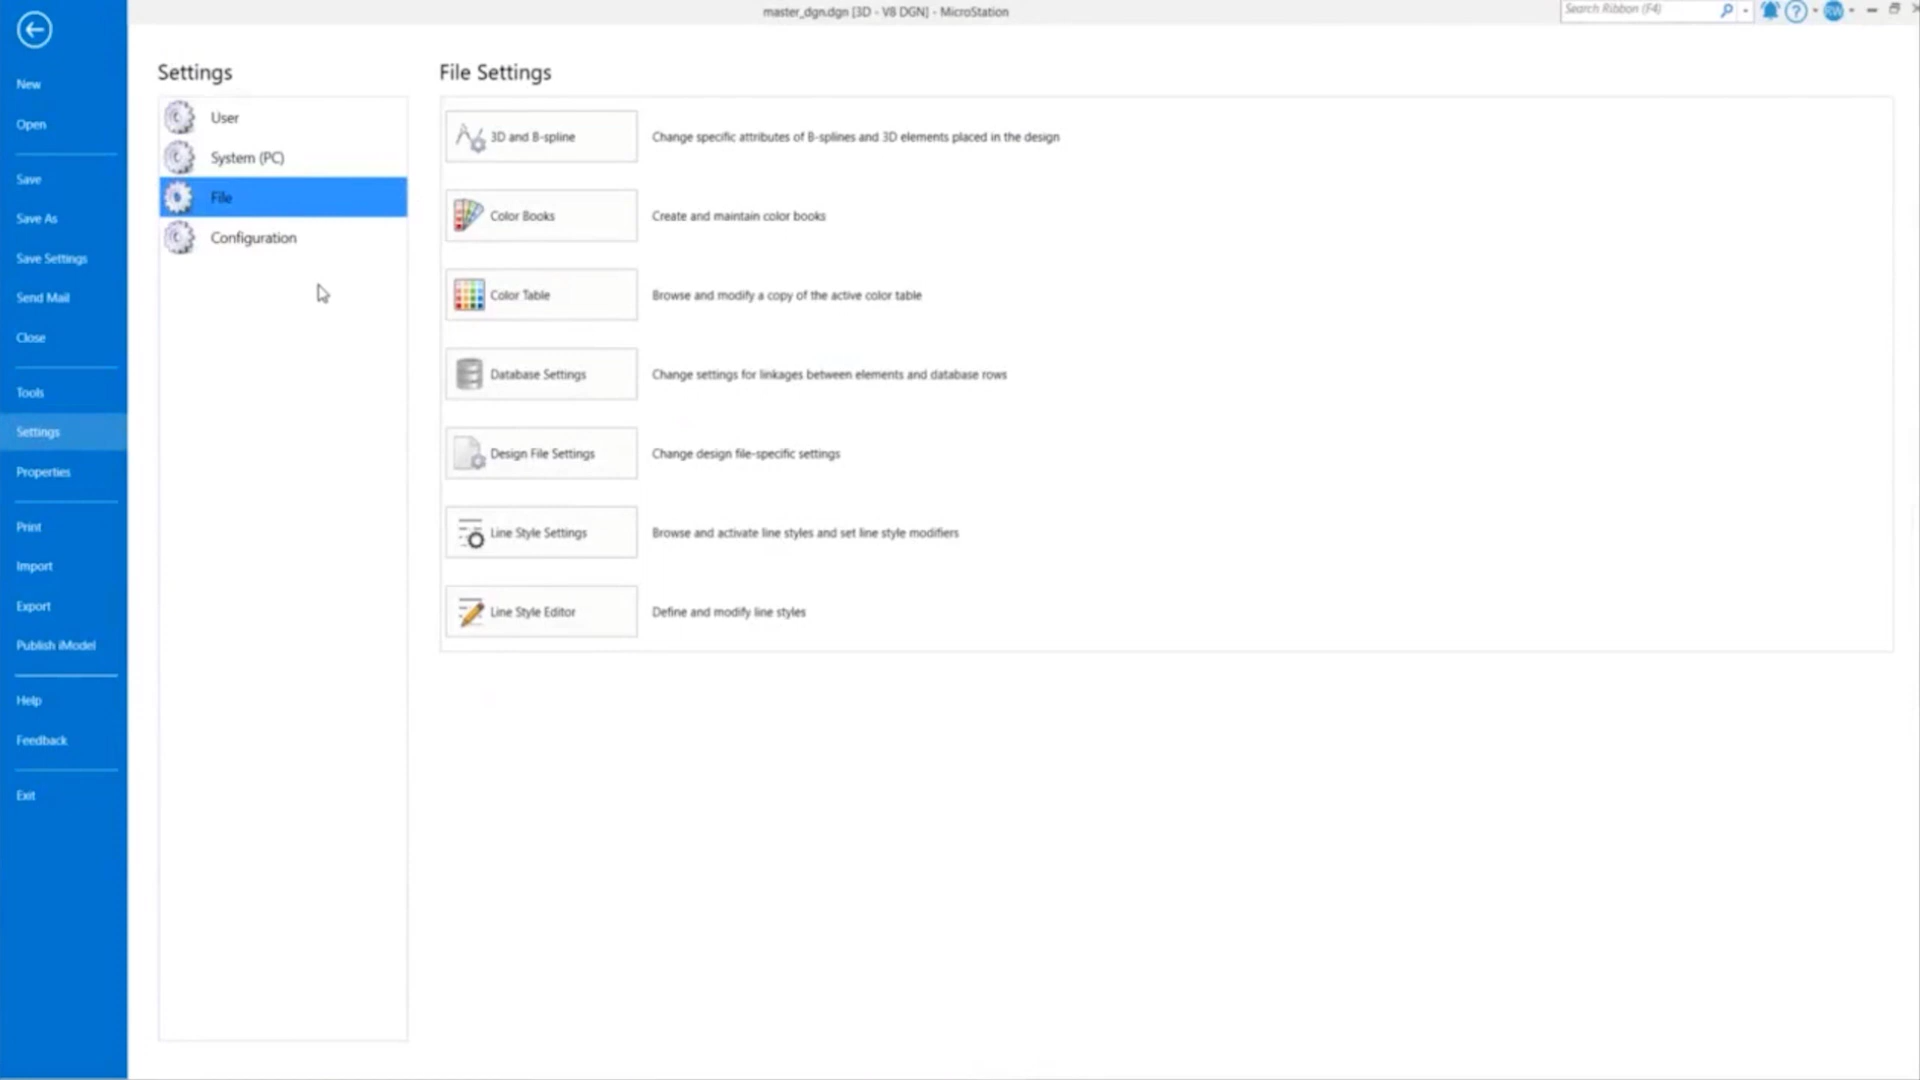 master_dgn.dgn [3D - V8 DGN] - MicroStation
Search Ribbon (F4)
RW
New
Open
Save
Save As
Save Settings
Send Mail
Close
Tools
Settings
Properties
Print
Import
Export
Publish iModel
Help
Feedback
Exit
Settings
User
System (PC)
File
Configuration
File Settings
3D and B-spline Change specific attributes of B-splines and 3D elements placed in the design
Color Books Create and maintain color books
Color Table Browse and modify a copy of the active color table
Database Settings Change settings for linkages between elements and database rows
Design File Settings Change design file-specific settings
Line Style Settings Browse and activate line styles and set line style modifiers
Line Style Editor Define and modify line styles